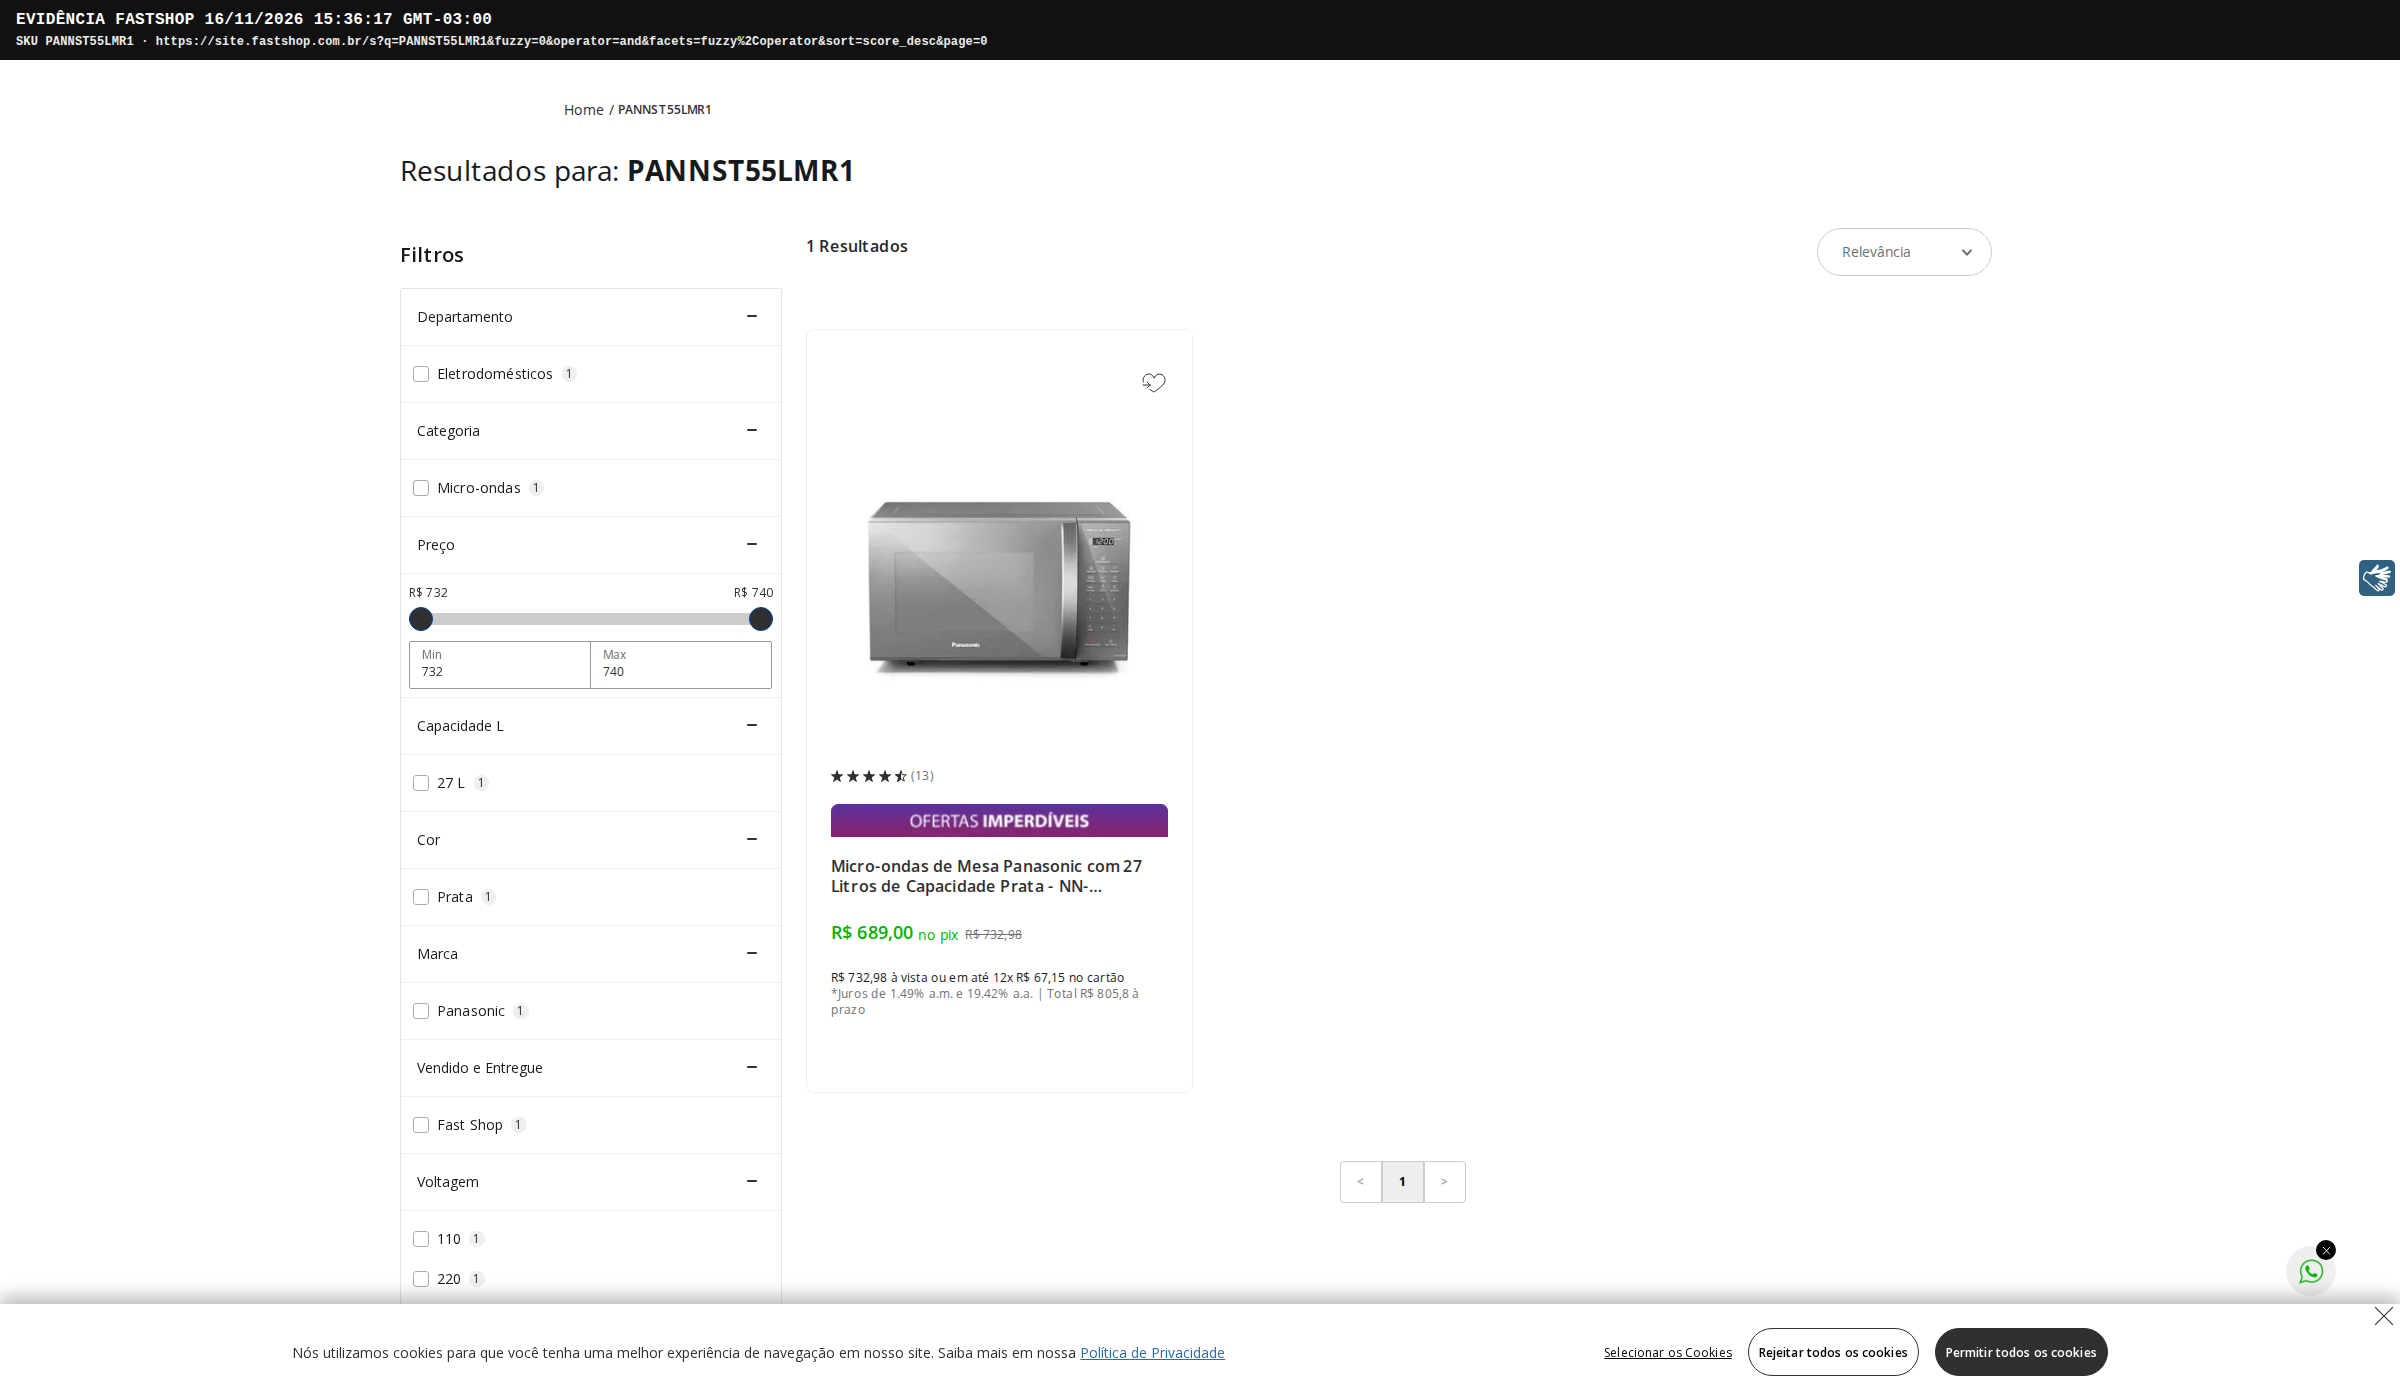 EVIDÊNCIA FASTSHOP 16/11/2026 15:36:17 GMT-03:00
SKU PANNST55LMR1 · https://site.fastshop.com.br/s?q=PANNST55LMR1&fuzzy=0&operator=and&facets=fuzzy%2Coperator&sort=score_desc&page=0
Home / PANNST55LMR1
Resultados para: PANNST55LMR1
Filtros
1 Resultados
Relevância
Departamento
Eletrodomésticos 1
Categoria
Micro-ondas 1
Preço
R$ 732
R$ 740
Min
732
Max
740
Capacidade L
27 L 1
Cor
Prata 1
Marca
Panasonic 1
Vendido e Entregue
Fast Shop 1
Voltagem
110 1
220 1
12:00
Panasonic
(13)
OFERTAS IMPERDÍVEIS
Micro-ondas de Mesa Panasonic com 27
Litros de Capacidade Prata - NN-...
R$ 689,00 no pix R$ 732,98
R$ 732,98 à vista ou em até 12x R$ 67,15 no cartão
*Juros de 1.49% a.m. e 19.42% a.a. | Total R$ 805,8 à
prazo
< 1 >
Nós utilizamos cookies para que você tenha uma melhor experiência de navegação em nosso site. Saiba mais em nossa Política de Privacidade
Selecionar os Cookies
Rejeitar todos os cookies
Permitir todos os cookies